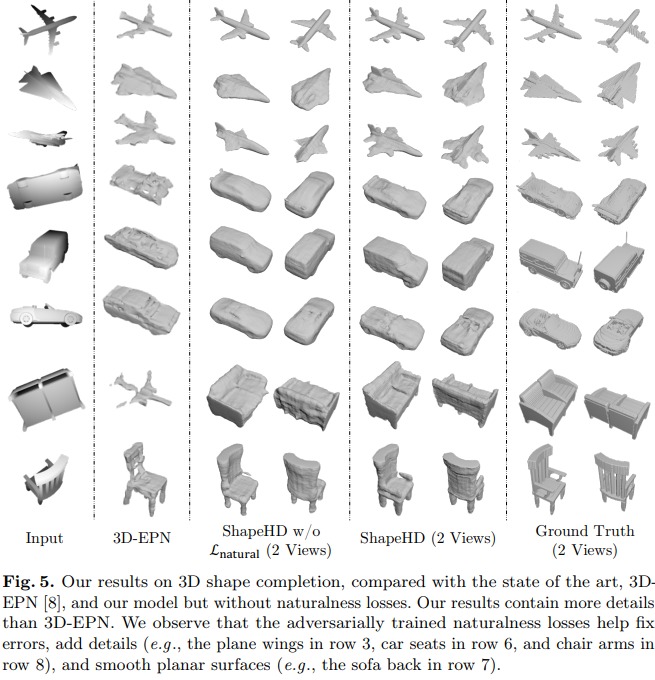 Input
3D-EPN
ShapeHD w/o
ℒnatural (2 Views)
ShapeHD (2 Views)
Ground Truth
(2 Views)
Fig. 5. Our results on 3D shape completion, compared with the state of the art, 3D-
EPN [8], and our model but without naturalness losses. Our results contain more details
than 3D-EPN. We observe that the adversarially trained naturalness losses help fix
errors, add details (e.g., the plane wings in row 3, car seats in row 6, and chair arms in
row 8), and smooth planar surfaces (e.g., the sofa back in row 7).